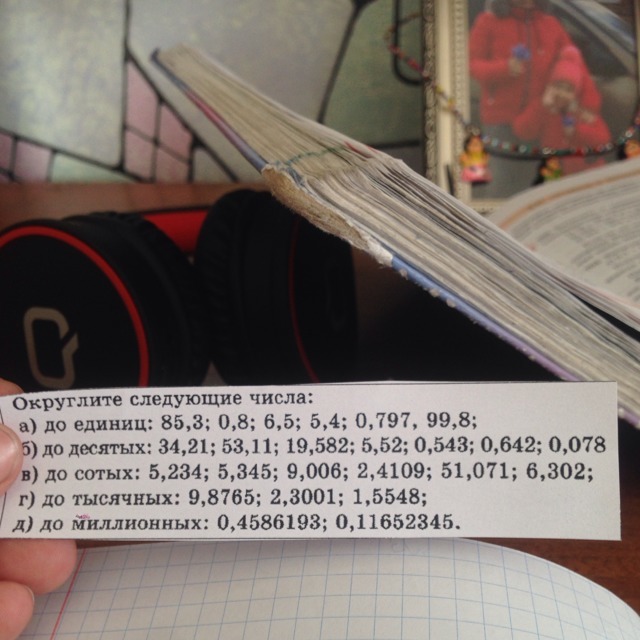 Округлите следующие числа:
а) до единиц: 85,3; 0,8; 6,5; 5,4; 0,797, 99,8;
б) до десятых: 34,21; 53,11; 19,582; 5,52; 0,543; 0,642; 0,078
в) до сотых: 5,234; 5,345; 9,006; 2,4109; 51,071; 6,302;
г) до тысячных: 9,8765; 2,3001; 1,5548;
д) до миллионных: 0,4586193; 0,11652345.